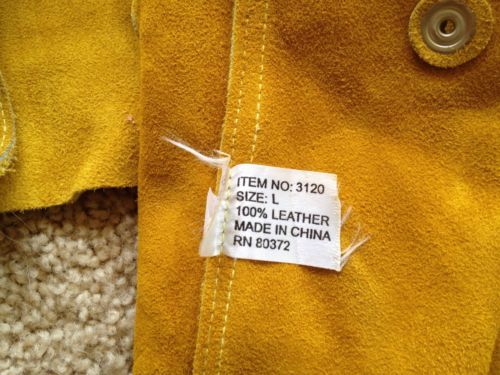 ITEM NO: 3120
SIZE: L
100% LEATHER
MADE IN CHINA
RN 80372